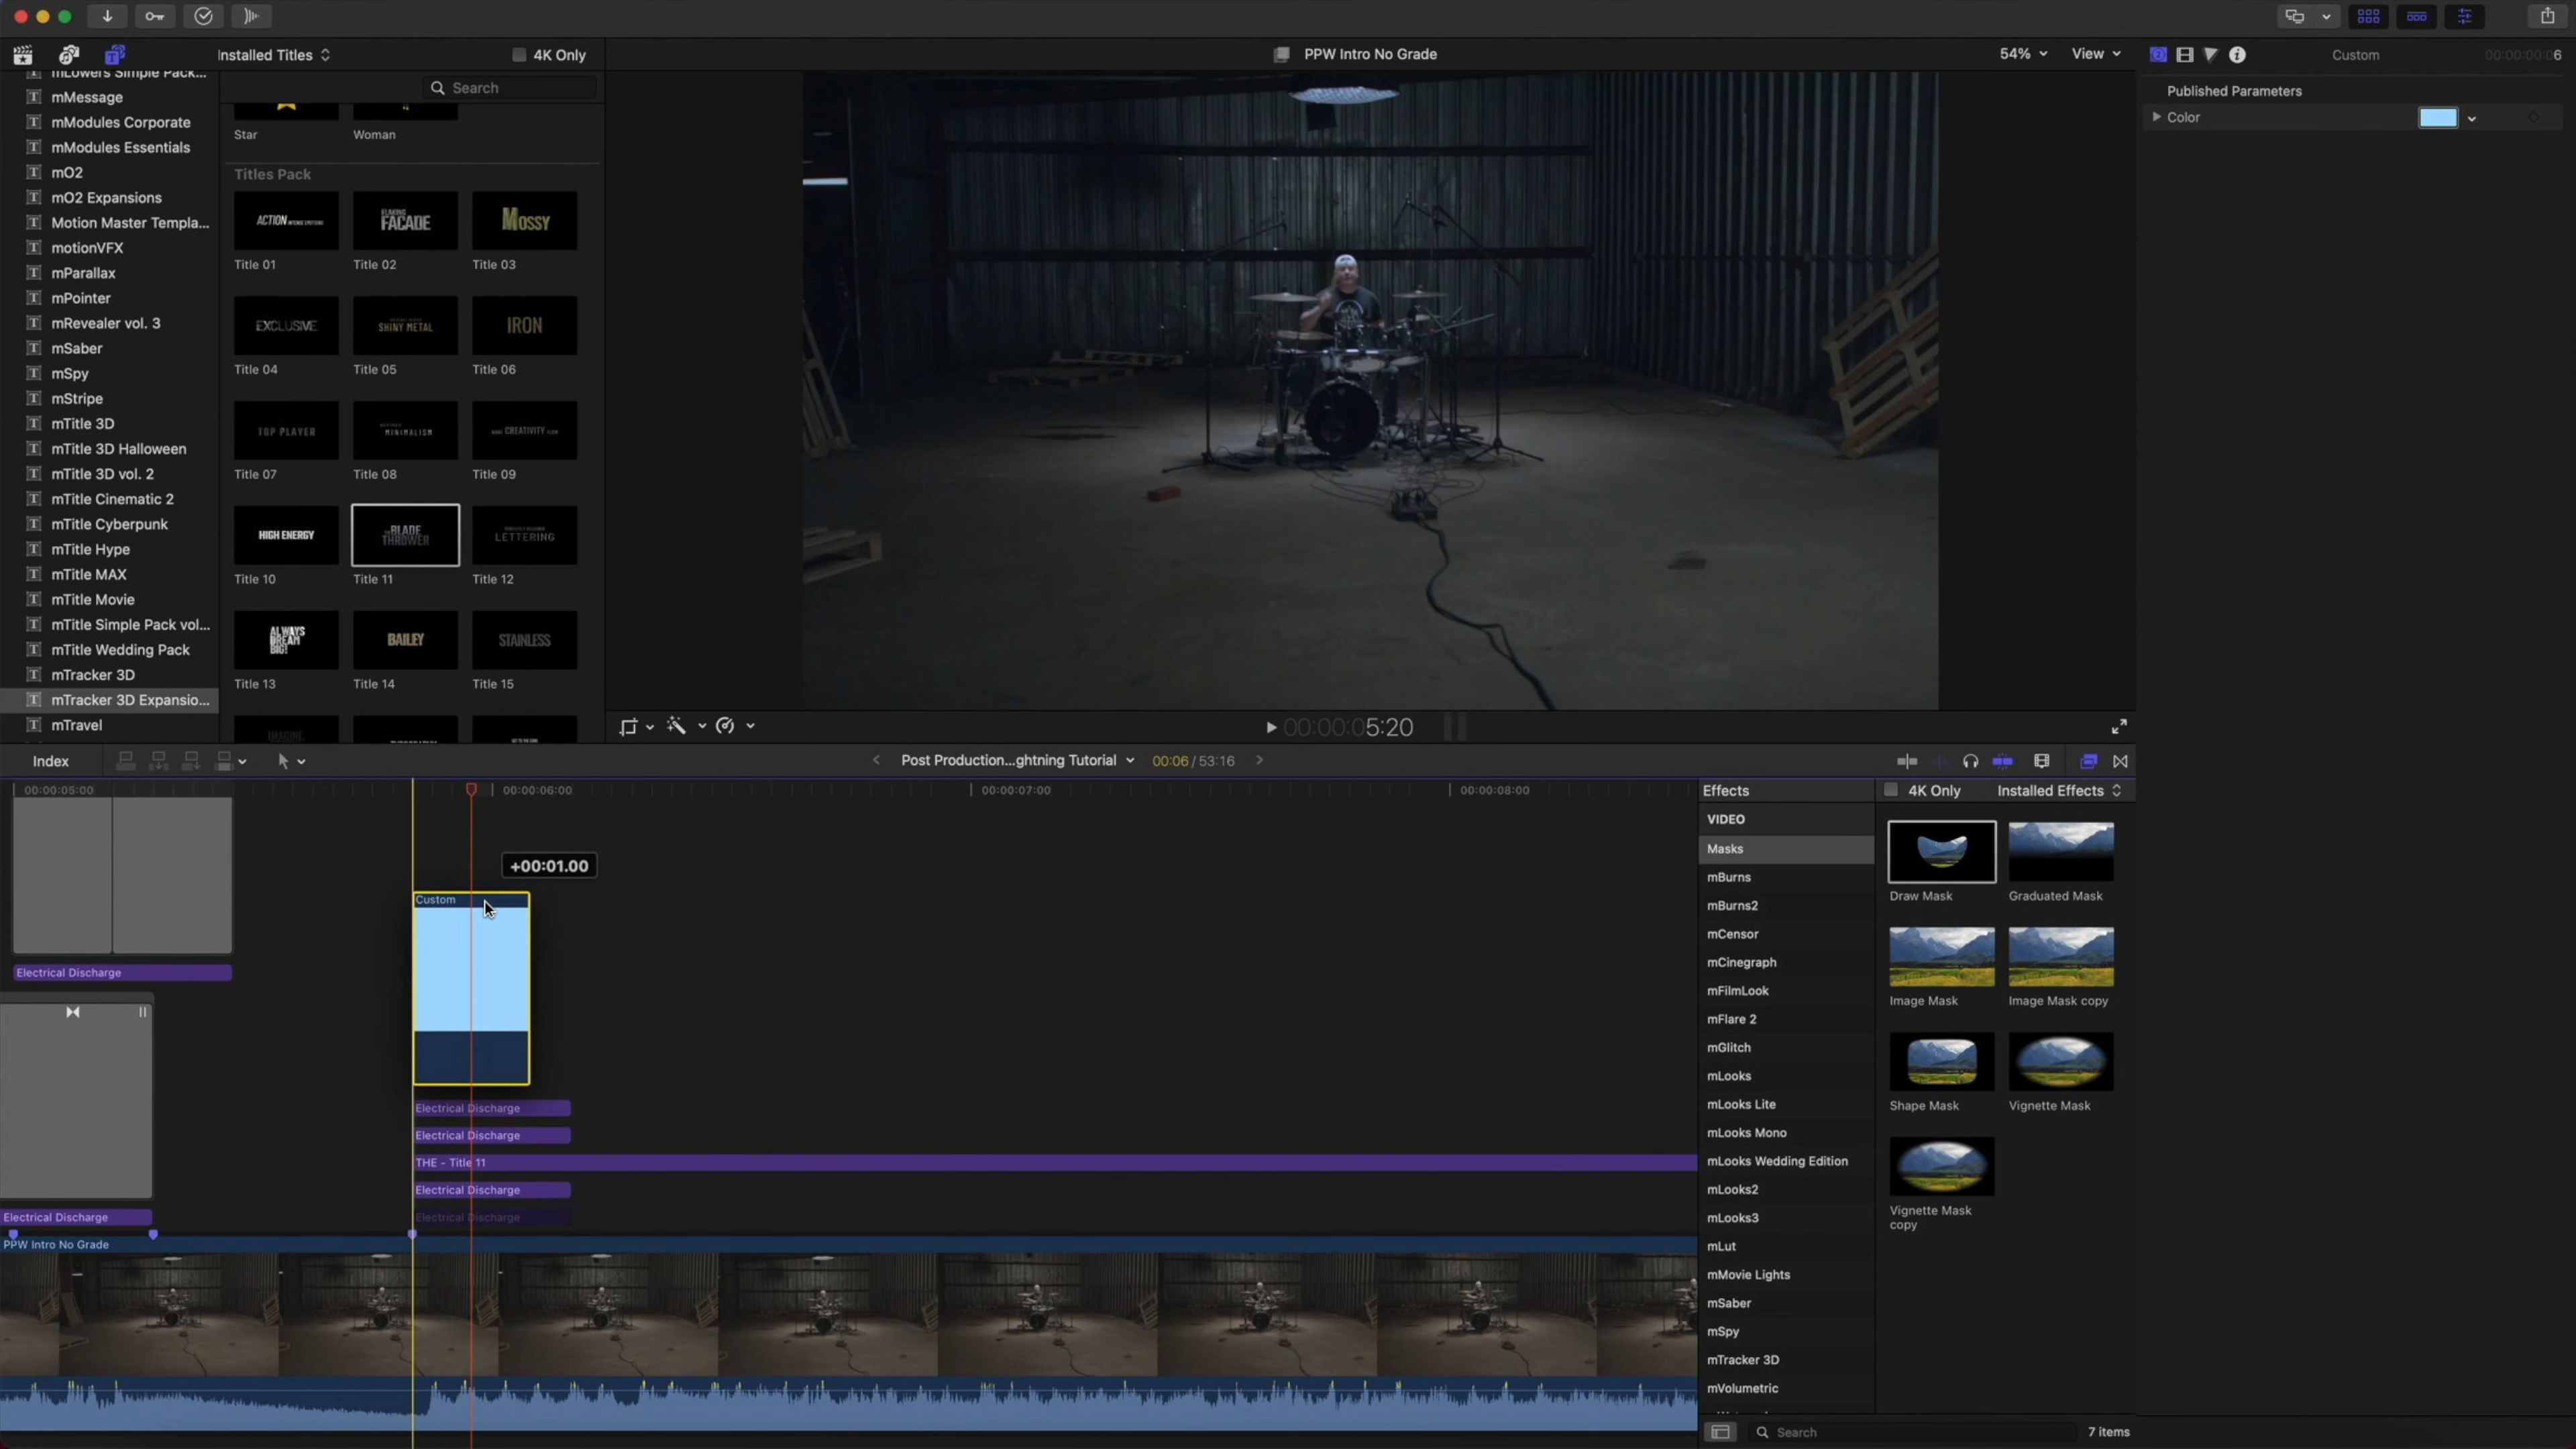 Installed Titles
4K Only
PPW Intro No Grade
54%
View
Custom
00:00:00:06
Search
Published Parameters
Color
mLowers Simple Pack...
mMessage
mModules Corporate
mModules Essentials
mO2
mO2 Expansions
Motion Master Templa...
motionVFX
mParallax
mPointer
mRevealer vol. 3
mSaber
mSpy
mStripe
mTitle 3D
mTitle 3D Halloween
mTitle 3D vol. 2
mTitle Cinematic 2
mTitle Cyberpunk
mTitle Hype
mTitle MAX
mTitle Movie
mTitle Simple Pack vol...
mTitle Wedding Pack
mTracker 3D
mTracker 3D Expansio...
mTravel
Star
Woman
Titles Pack
ACTION
FACADE
MOSSY
Title 01
Title 02
Title 03
EXCLUSIVE
SHINY METAL
IRON
Title 04
Title 05
Title 06
TOP PLAYER
MINIMALISM
CREATIVITY
Title 07
Title 08
Title 09
HIGH ENERGY
BLADE
THROWER
LETTERING
Title 10
Title 11
Title 12
ALWAYS
DREAM
BIG!
BAILEY
STAINLESS
Title 13
Title 14
Title 15
00:00:05:20
Index
Post Production...ghtning Tutorial
00:06 / 53:16
00:00:05:00
00:00:06:00
00:00:07:00
00:00:08:00
+00:01.00
Custom
Electrical Discharge
Electrical Discharge
Electrical Discharge
THE - Title 11
Electrical Discharge
Electrical Discharge
Electrical Discharge
PPW Intro No Grade
Effects
4K Only
Installed Effects
VIDEO
Masks
mBurns
mBurns2
mCensor
mCinegraph
mFilmLook
mFlare 2
mGlitch
mLooks
mLooks Lite
mLooks Mono
mLooks Wedding Edition
mLooks2
mLooks3
mLut
mMovie Lights
mSaber
mSpy
mTracker 3D
mVolumetric
Draw Mask
Graduated Mask
Image Mask
Image Mask copy
Shape Mask
Vignette Mask
Vignette Mask
copy
Search
7 items